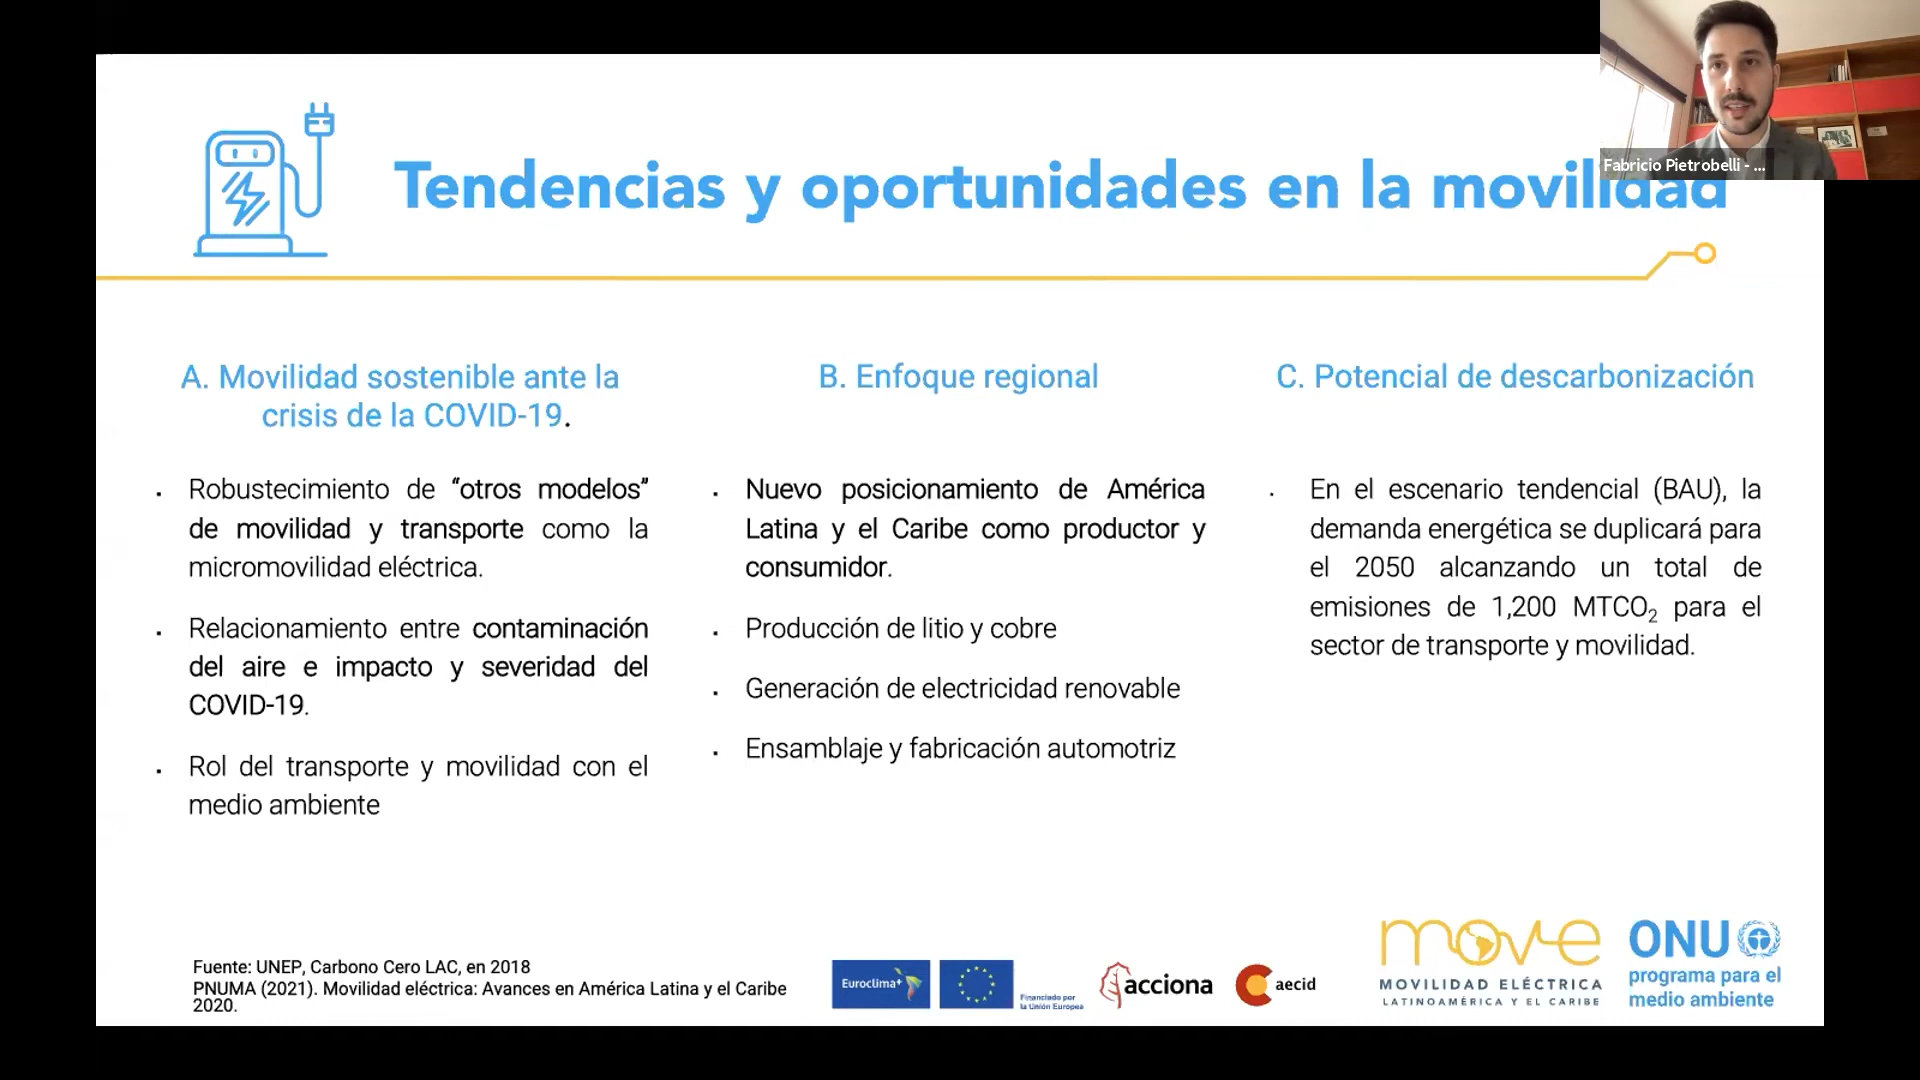 Fabricio Pietrobelli - ...
Tendencias y oportunidades en la movilidad
A. Movilidad sostenible ante la
crisis de la COVID-19.
Robustecimiento de “otros modelos”
de movilidad y transporte como la
micromovilidad eléctrica.
Relacionamiento entre contaminación
del aire e impacto y severidad del
COVID-19.
Rol del transporte y movilidad con el
medio ambiente
B. Enfoque regional
Nuevo posicionamiento de América
Latina y el Caribe como productor y
consumidor.
Producción de litio y cobre
Generación de electricidad renovable
Ensamblaje y fabricación automotriz
C. Potencial de descarbonización
En el escenario tendencial (BAU), la
demanda energética se duplicará para
el 2050 alcanzando un total de
emisiones de 1,200 MTCO₂ para el
sector de transporte y movilidad.
Fuente: UNEP, Carbono Cero LAC, en 2018
PNUMA (2021). Movilidad eléctrica: Avances en América Latina y el Caribe
2020.
Euroclima+
Financiado por
la Unión Europea
acciona
aecid
move
MOVILIDAD ELÉCTRICA
LATINOAMÉRICA Y EL CARIBE
ONU
programa para el
medio ambiente